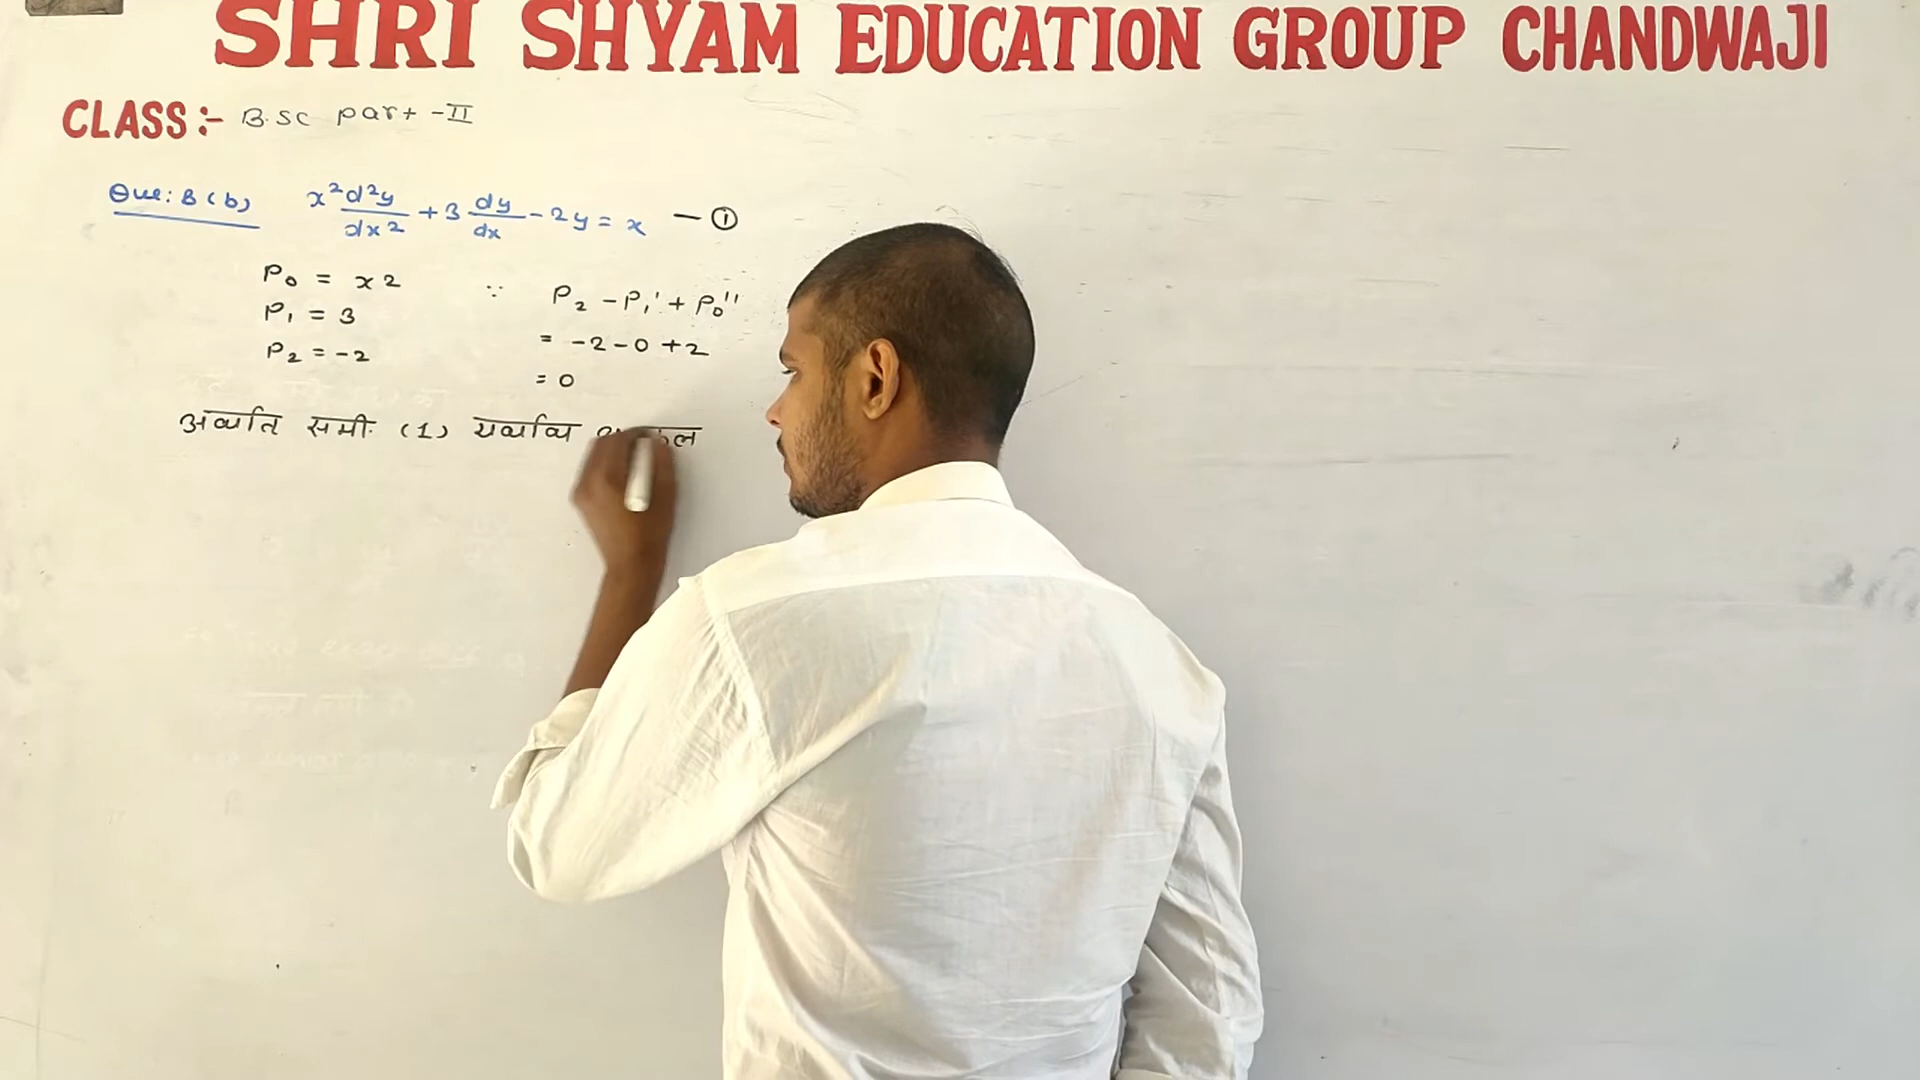 SHRI SHYAM EDUCATION GROUP CHANDWAJI
CLASS:- B.SC part -II
Que: B(b) x²d²y/dx² + 3 dy/dx - 2y = x — ①
P₀ = x²
P₁ = 3
P₂ = -2
∵ P₂ - P₁' + P₀''
= -2 - 0 + 2
= 0
अर्थात समी. (1) यथार्थ